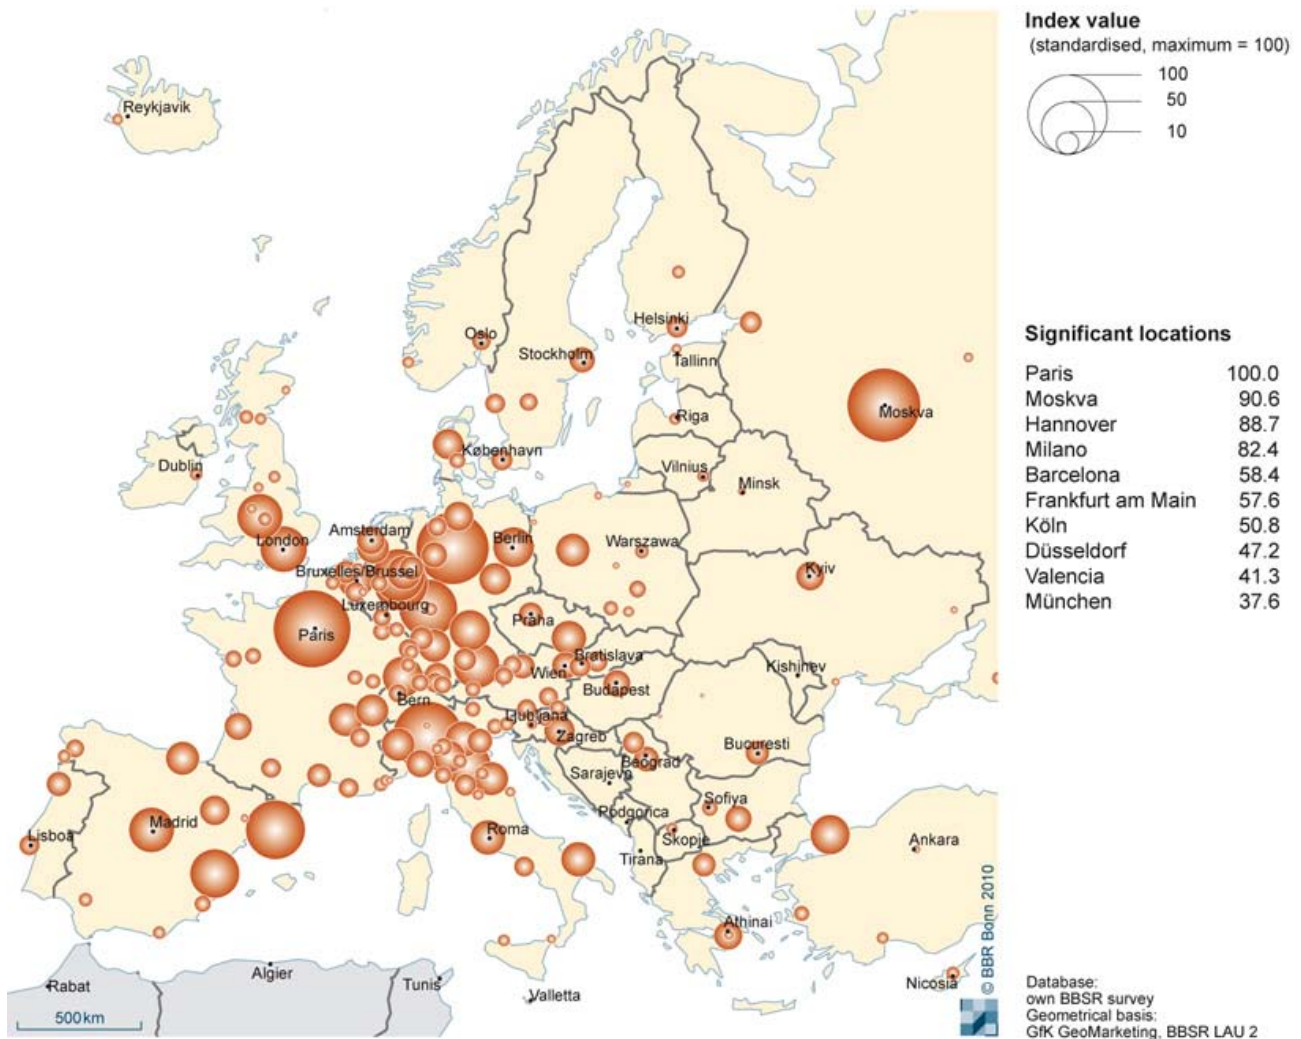 Index value
(standardised, maximum = 100)
100
50
10
Reykjavik
Helsinki
Oslo
Stockholm
Tallinn
Riga
Moskva
København
Dublin
Vilnius
Minsk
Amsterdam
London
Berlin
Warszawa
Bruxelles/Brussel
Kyiv
Luxembourg
Praha
Paris
Bratislava
Wien
Kishinev
Budapest
Bern
Ljubljana
Zagreb
Bucuresti
Beograd
Sarajevo
Sofiya
Podgorica
Madrid
Roma
Skopje
Lisboa
Ankara
Tirana
Athinai
Algier
Tunis
Nicosia
Rabat
Valletta
500 km
© BBR Bonn 2010
Significant locations
Paris 100.0
Moskva 90.6
Hannover 88.7
Milano 82.4
Barcelona 58.4
Frankfurt am Main 57.6
Köln 50.8
Düsseldorf 47.2
Valencia 41.3
München 37.6
Database:
own BBSR survey
Geometrical basis:
GfK GeoMarketing, BBSR LAU 2